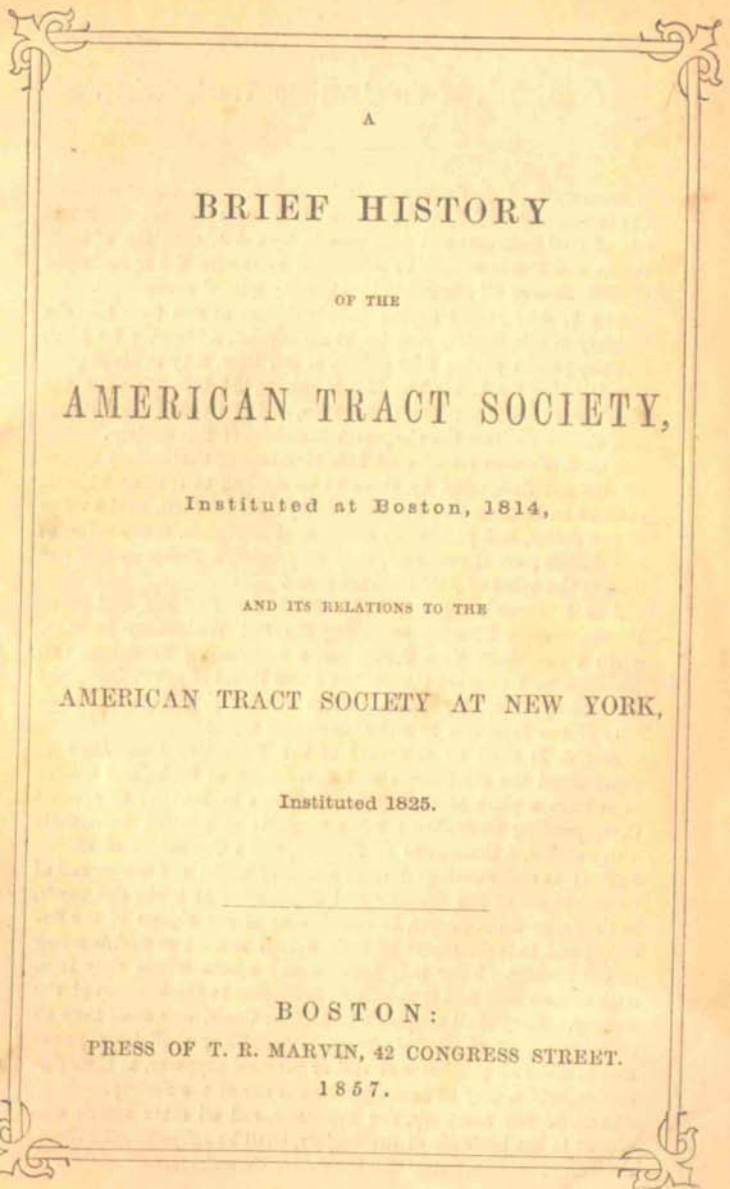 A
BRIEF HISTORY
OF THE
AMERICAN TRACT SOCIETY,
Instituted at Boston, 1814,
AND ITS RELATIONS TO THE
AMERICAN TRACT SOCIETY AT NEW YORK,
Instituted 1825.
BOSTON:
PRESS OF T. R. MARVIN, 42 CONGRESS STREET.
1857.